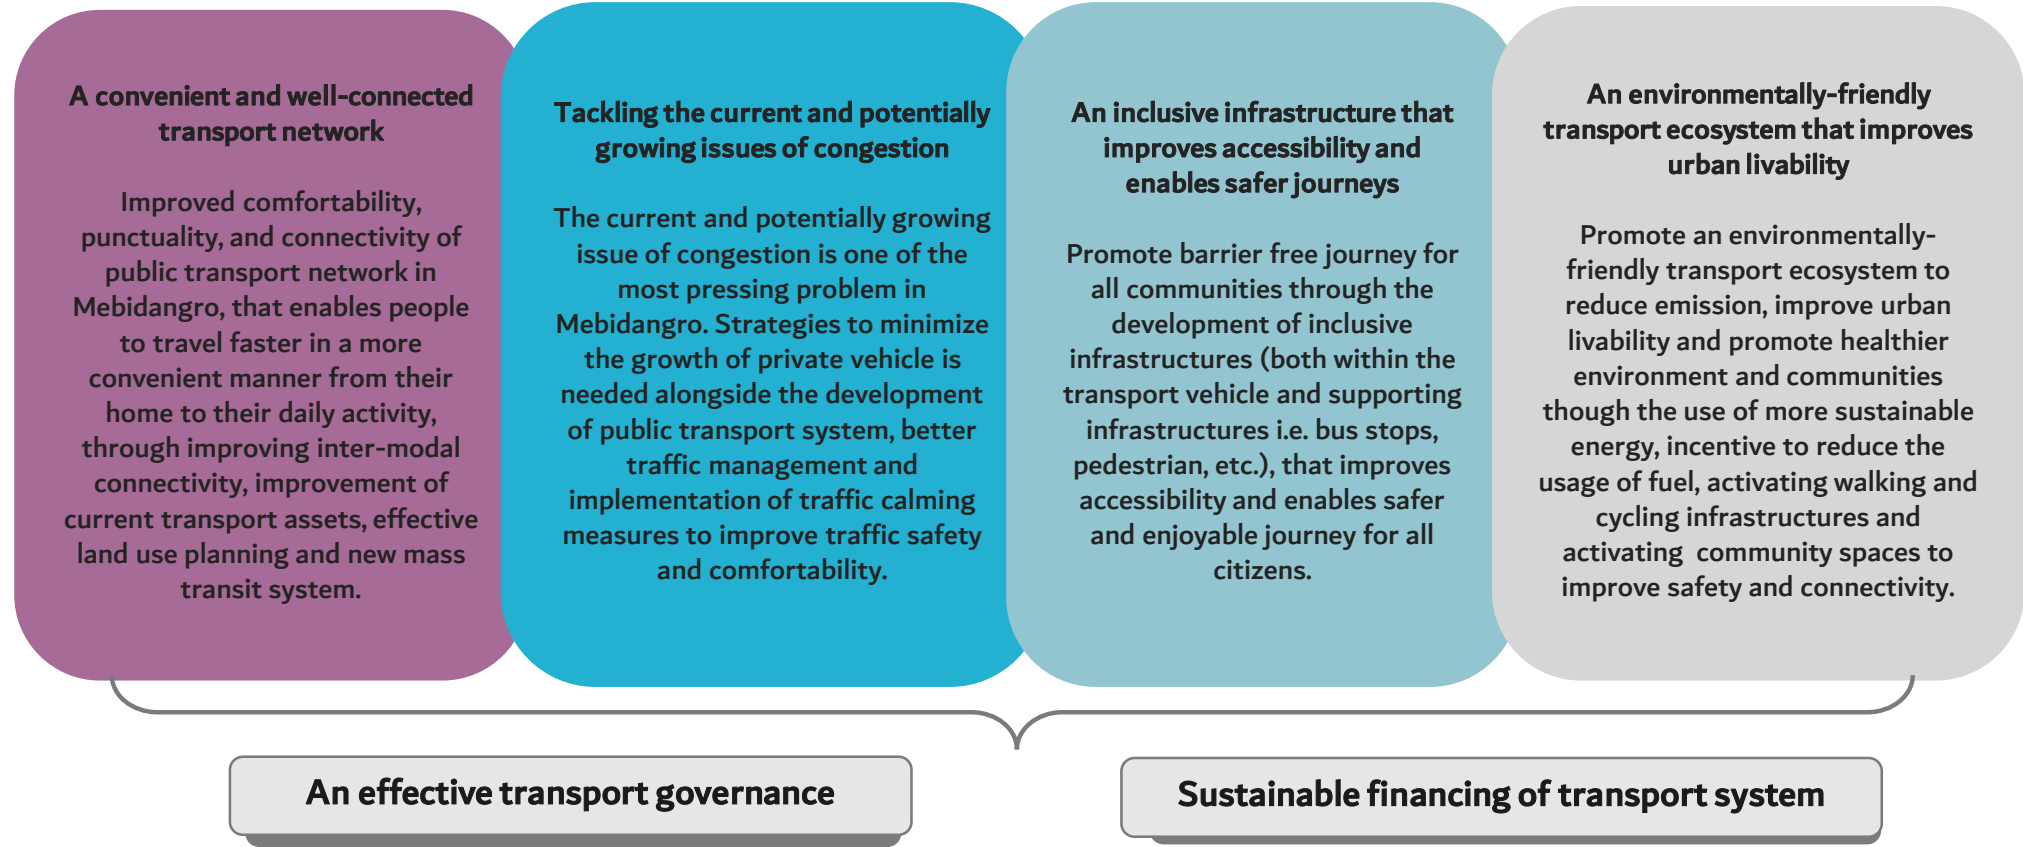 A convenient and well-connected
transport network
Improved comfortability,
punctuality, and connectivity of
public transport network in
Mebidangro, that enables people
to travel faster in a more
convenient manner from their
home to their daily activity,
through improving inter-modal
connectivity, improvement of
current transport assets, effective
land use planning and new mass
transit system.
Tackling the current and potentially
growing issues of congestion
The current and potentially growing
issue of congestion is one of the
most pressing problem in
Mebidangro. Strategies to minimize
the growth of private vehicle is
needed alongside the development
of public transport system, better
traffic management and
implementation of traffic calming
measures to improve traffic safety
and comfortability.
An inclusive infrastructure that
improves accessibility and
enables safer journeys
Promote barrier free journey for
all communities through the
development of inclusive
infrastructures (both within the
transport vehicle and supporting
infrastructures i.e. bus stops,
pedestrian, etc.), that improves
accessibility and enables safer
and enjoyable journey for all
citizens.
An environmentally-friendly
transport ecosystem that improves
urban livability
Promote an environmentally-
friendly transport ecosystem to
reduce emission, improve urban
livability and promote healthier
environment and communities
though the use of more sustainable
energy, incentive to reduce the
usage of fuel, activating walking and
cycling infrastructures and
activating  community spaces to
improve safety and connectivity.
An effective transport governance
Sustainable financing of transport system